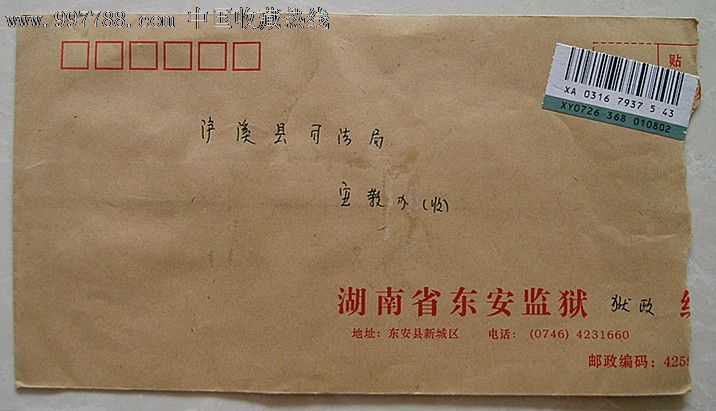 www.997788.com 中国收藏热线
贴
XA 0316 7937 5 43
XY0726 368 010802
泸溪县司法局
宣教办(收)
湖南省东安监狱 狱政
地址：东安县新城区 电话：(0746) 4231660
邮政编码：4259